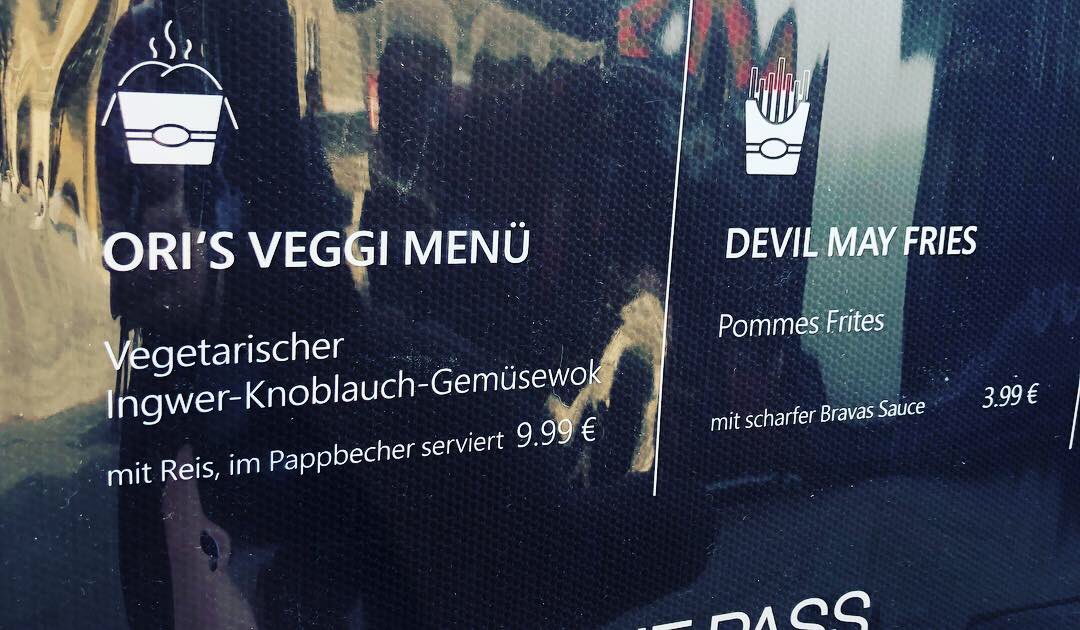 ORI'S VEGGI MENÜ
Vegetarischer
Ingwer-Knoblauch-Gemüsewok
mit Reis, im Pappbecher serviert 9.99 €
DEVIL MAY FRIES
Pommes Frites
mit scharfer Bravas Sauce 3.99 €
PASS